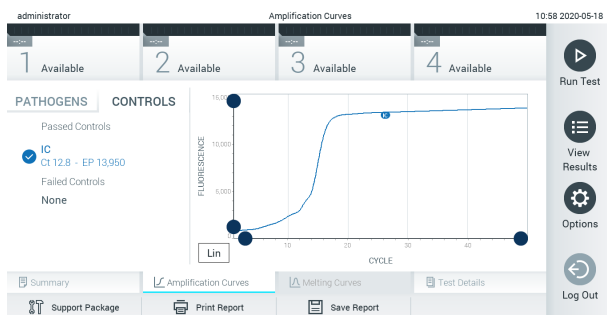 administrator
Amplification Curves
10:58 2020-05-18
--:--
--:--
--:--
--:--
1 Available
2 Available
3 Available
4 Available
Run Test
View
Results
Options
Log Out
PATHOGENS
CONTROLS
Passed Controls
IC
Ct 12.8 - EP 13,950
Failed Controls
None
FLUORESCENCE
15,000
10,000
5,000
0
IC
10
20
30
40
CYCLE
Lin
Summary
Amplification Curves
Melting Curves
Test Details
Support Package
Print Report
Save Report